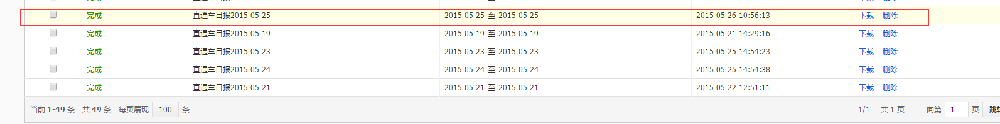 完成 直通车日报2015-05-25 2015-05-25 至 2015-05-25 2015-05-26 10:56:13 下载 删除
完成 直通车日报2015-05-19 2015-05-19 至 2015-05-19 2015-05-21 14:29:16 下载 删除
完成 直通车日报2015-05-23 2015-05-23 至 2015-05-23 2015-05-25 14:54:23 下载 删除
完成 直通车日报2015-05-24 2015-05-24 至 2015-05-24 2015-05-25 14:54:38 下载 删除
完成 直通车日报2015-05-21 2015-05-21 至 2015-05-21 2015-05-22 12:51:11 下载 删除
当前 1-49 条 共 49 条 每页展现 100 条 1/1 共 1 页 向第 1 页 跳